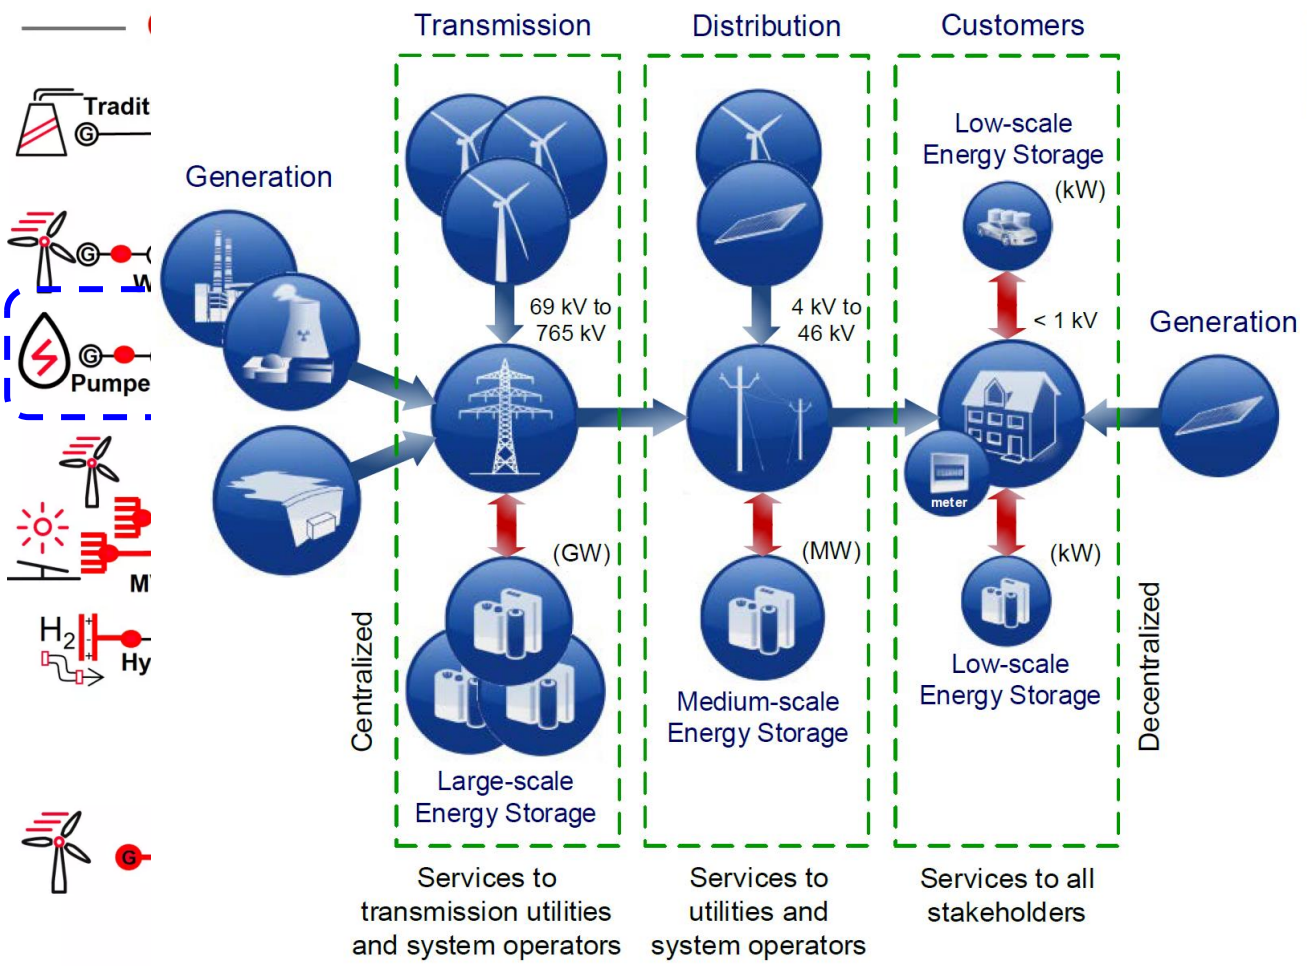 Transmission
Distribution
Customers
Tradit
G
Generation
Low-scale
Energy Storage
(kW)
G
W
69 kV to
765 kV
4 kV to
46 kV
< 1 kV
Generation
G
Pumpe
meter
(GW)
(MW)
(kW)
M
H2
+
-
+
Hy
Centralized
Decentralized
Low-scale
Energy Storage
Medium-scale
Energy Storage
Large-scale
Energy Storage
G
Services to
transmission utilities
and system operators
Services to
utilities and
system operators
Services to all
stakeholders